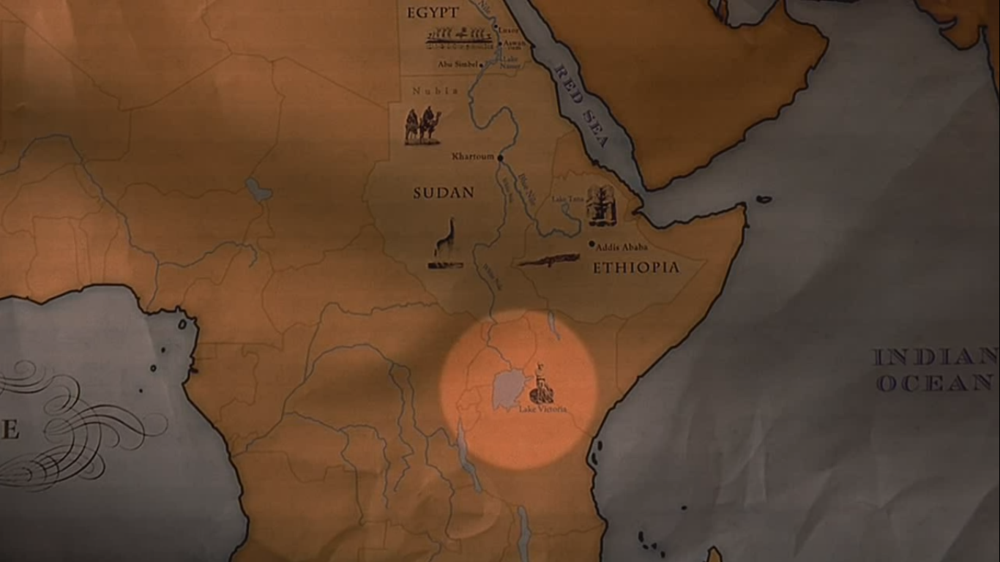 EGYPT
Nile
Luxor
Aswan
Abu Simbel
Lake
Nasser
Nubia
RED SEA
Khartoum
Blue Nile
SUDAN
Lake Tana
Addis Ababa
ETHIOPIA
White Nile
INDIAN
OCEAN
Lake Victoria
E